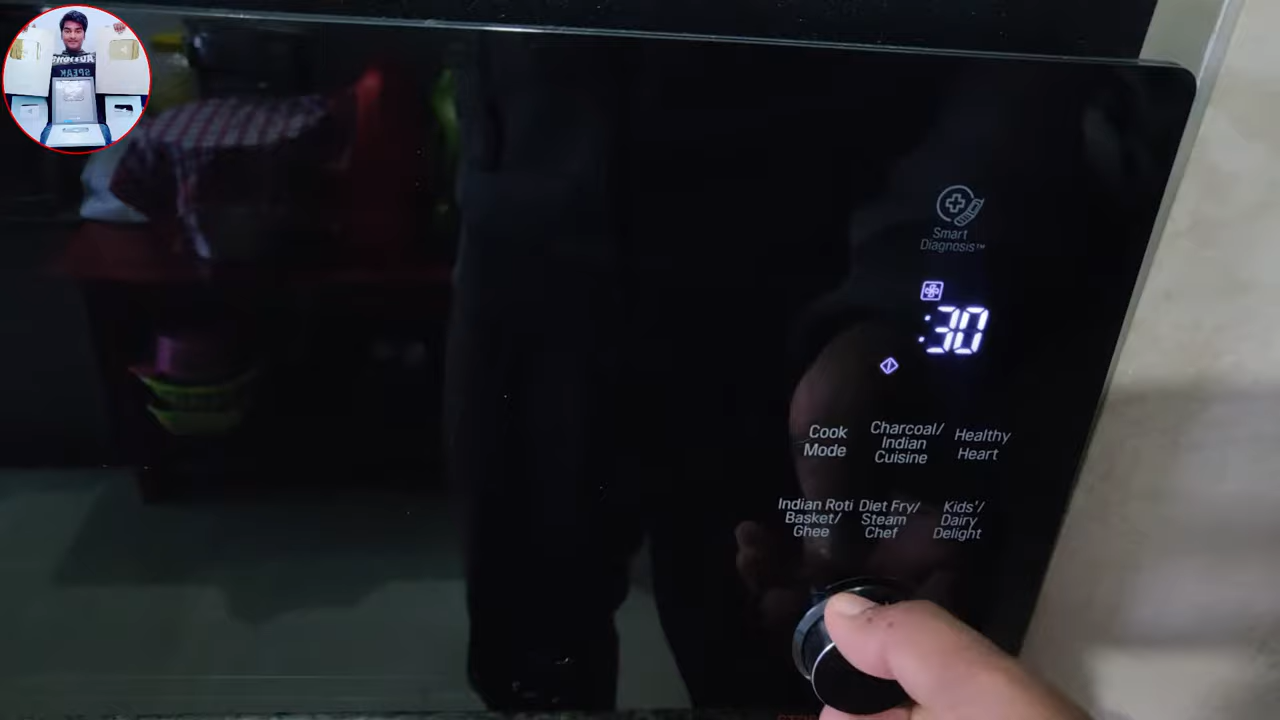 SPEAK
Smart
Diagnosis™
:30
Cook
Mode
Charcoal/
Indian
Cuisine
Healthy
Heart
Indian Roti
Basket/
Ghee
Diet Fry/
Steam
Chef
Kids'/
Dairy
Delight